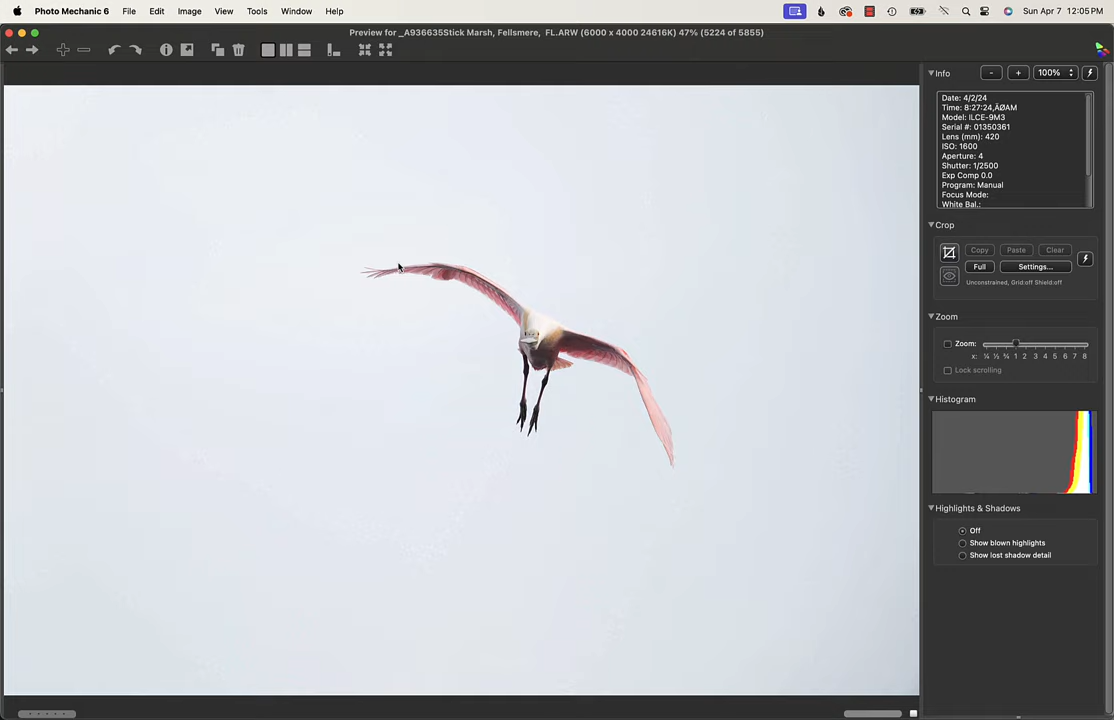 Photo Mechanic 6 File Edit Image View Tools Window Help Sun Apr 7 12:05 PM
Preview for _A936635Stick Marsh, Fellsmere, FL.ARW (6000 x 4000 24616K) 47% (5224 of 5855)
Info - + 100%
Date: 4/2/24
Time: 8:27:24‚ÄØAM
Model: ILCE-9M3
Serial #: 01350361
Lens (mm): 420
ISO: 1600
Aperture: 4
Shutter: 1/2500
Exp Comp 0.0
Program: Manual
Focus Mode:
White Bal.:
Crop
Copy Paste Clear
Full Settings...
Unconstrained, Grid:off Shield:off
Zoom
Zoom:
x: ¼ ½ ¾ 1 2 3 4 5 6 7 8
Lock scrolling
Histogram
Highlights & Shadows
Off
Show blown highlights
Show lost shadow detail